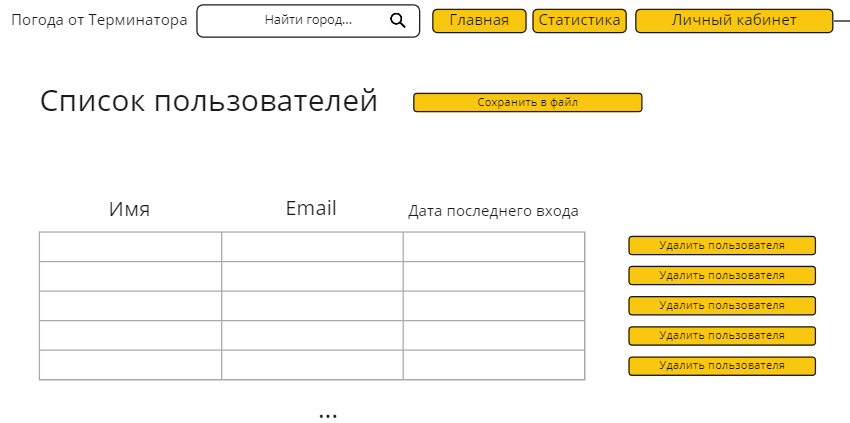 Погода от Терминатора
Найти город...
Главная
Статистика
Личный кабинет
Список пользователей
Сохранить в файл
Имя
Email
Дата последнего входа
Удалить пользователя
Удалить пользователя
Удалить пользователя
Удалить пользователя
Удалить пользователя
...